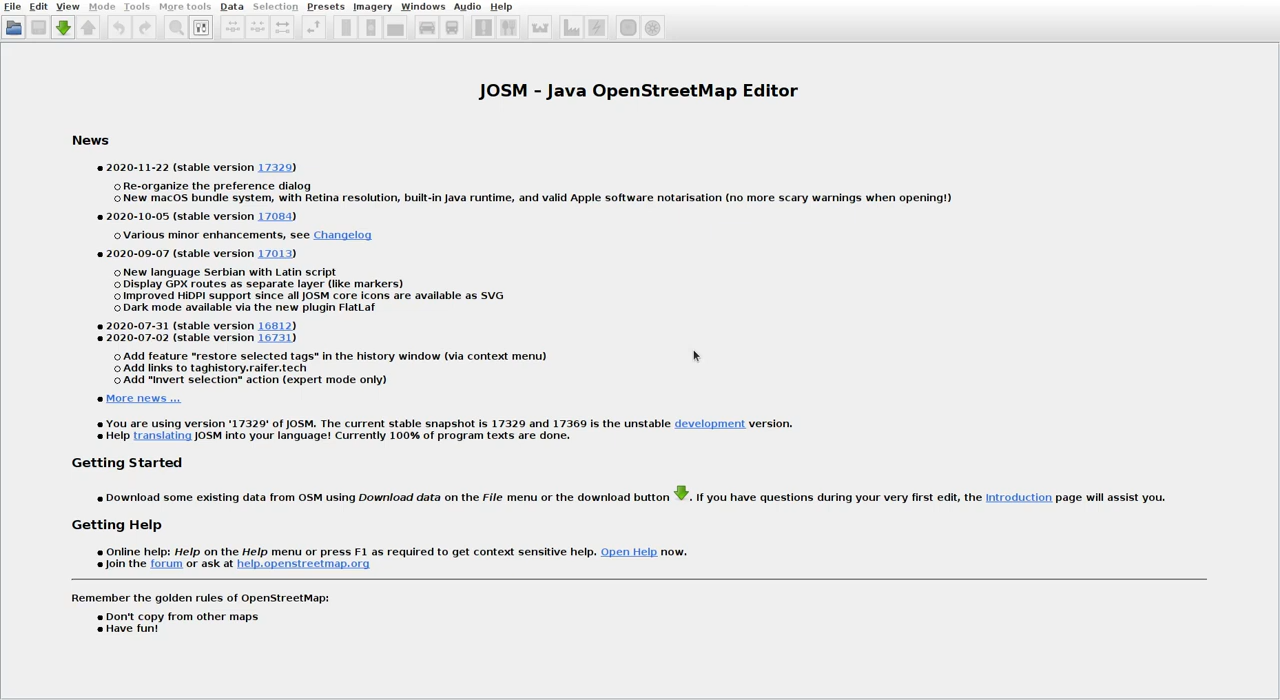 File Edit View Mode Tools More tools Data Selection Presets Imagery Windows Audio Help
JOSM – Java OpenStreetMap Editor
News
2020-11-22 (stable version 17329)
Re-organize the preference dialog
New macOS bundle system, with Retina resolution, built-in Java runtime, and valid Apple software notarisation (no more scary warnings when opening!)
2020-10-05 (stable version 17084)
Various minor enhancements, see Changelog
2020-09-07 (stable version 17013)
New language Serbian with Latin script
Display GPX routes as separate layer (like markers)
Improved HiDPI support since all JOSM core icons are available as SVG
Dark mode available via the new plugin FlatLaf
2020-07-31 (stable version 16812)
2020-07-02 (stable version 16731)
Add feature "restore selected tags" in the history window (via context menu)
Add links to taghistory.raifer.tech
Add "Invert selection" action (expert mode only)
More news ...
You are using version '17329' of JOSM. The current stable snapshot is 17329 and 17369 is the unstable development version.
Help translating JOSM into your language! Currently 100% of program texts are done.
Getting Started
Download some existing data from OSM using Download data on the File menu or the download button . If you have questions during your very first edit, the Introduction page will assist you.
Getting Help
Online help: Help on the Help menu or press F1 as required to get context sensitive help. Open Help now.
Join the forum or ask at help.openstreetmap.org
Remember the golden rules of OpenStreetMap:
Don't copy from other maps
Have fun!